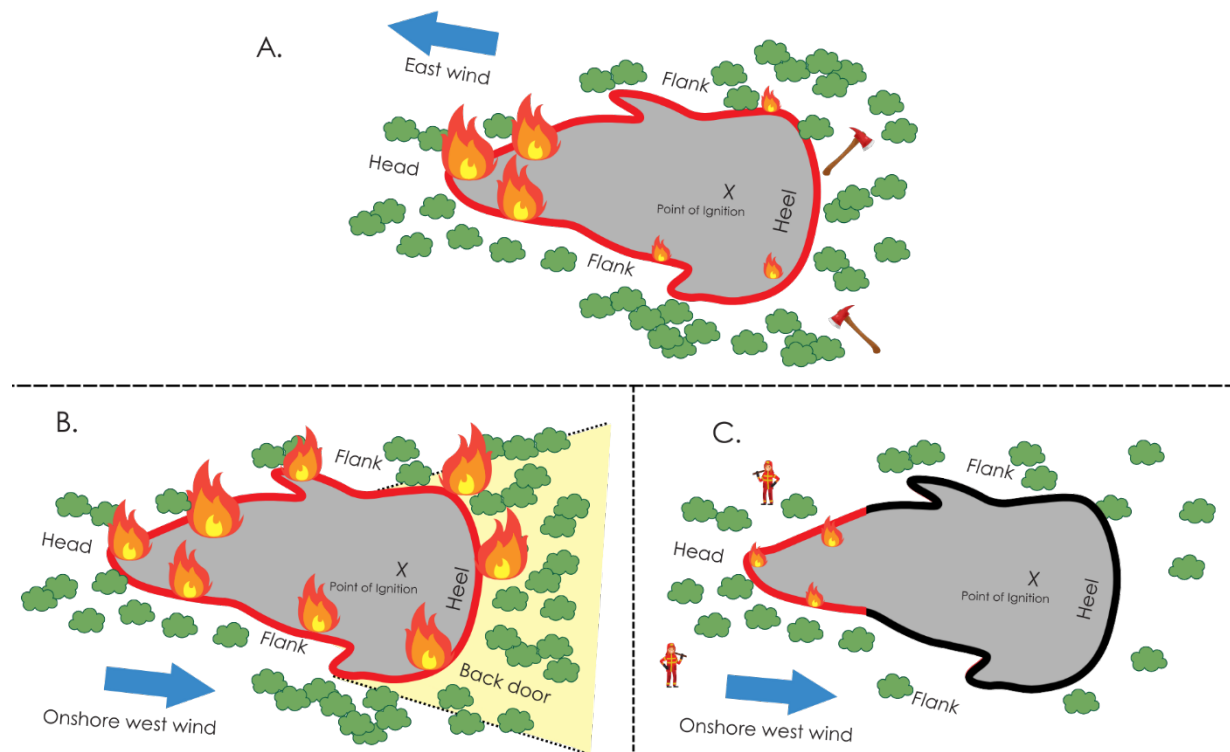 A.
East wind
Flank
Head
X
Point of Ignition
Heel
Flank
B.
Flank
Head
X
Point of Ignition
Heel
Flank
Back door
Onshore west wind
C.
Flank
Head
X
Point of Ignition
Heel
Flank
Onshore west wind